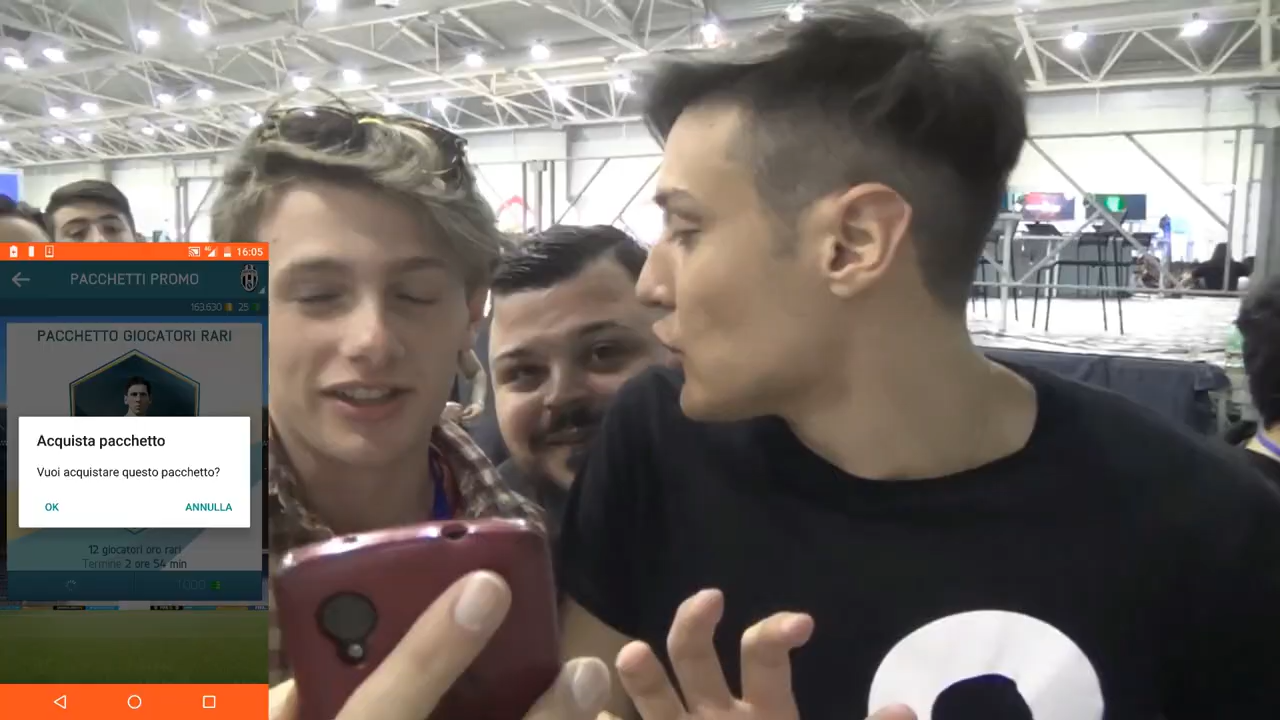 16:05
PACCHETTI PROMO
163.630 25
PACCHETTO GIOCATORI RARI
Acquista pacchetto
Vuoi acquistare questo pacchetto?
OK ANNULLA
12 giocatori oro rari
Termine 2 ore 54 min
1000